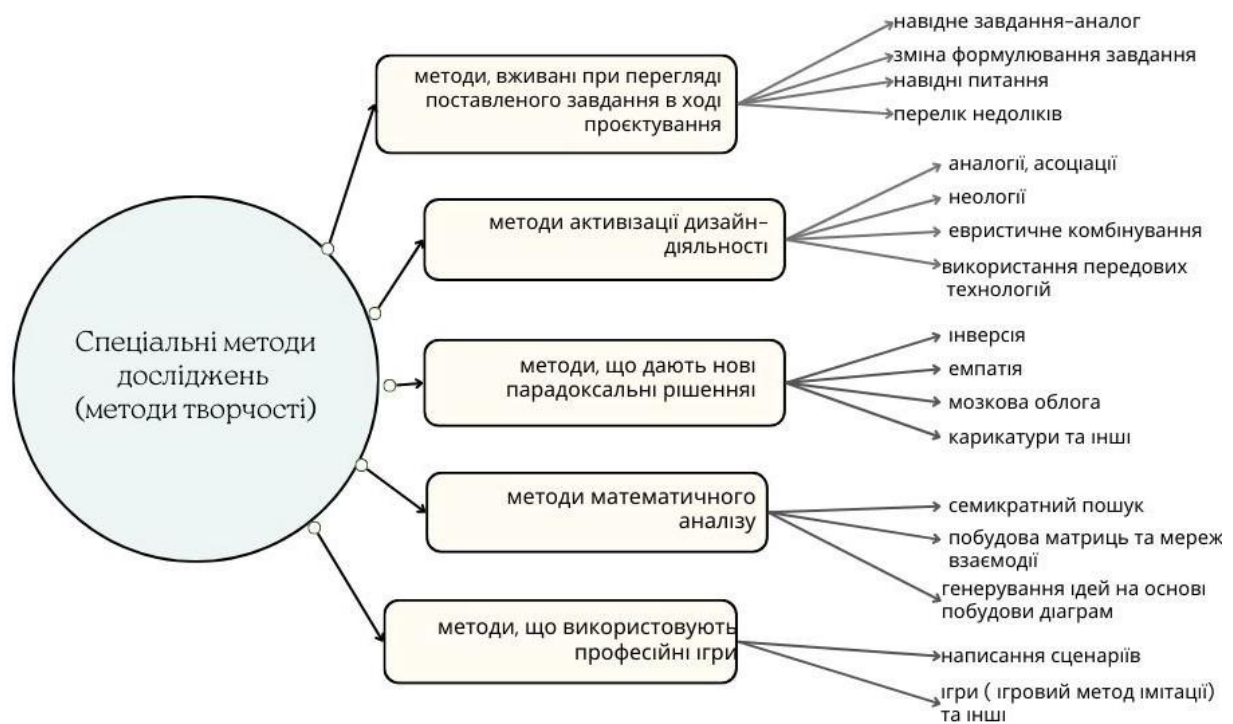 Спеціальні методи
досліджень
(методи творчості)
методи, вживані при перегляді
поставленого завдання в ході
проєктування
навідне завдання-аналог
зміна формулювання завдання
навідні питання
перелік недоліків
методи активізації дизайн-
діяльності
аналогії, асоціації
неології
евристичне комбінування
використання передових
технологій
методи, що дають нові
парадоксальні рішенняі
інверсія
емпатія
мозкова облога
карикатури та інші
методи математичного
аналізу
семикратний пошук
побудова матриць та мереж
взаємодії
генерування ідей на основі
побудови діаграм
методи, що використовують
професійні ігри
написання сценаріїв
ігри ( ігровий метод імітації)
та інші